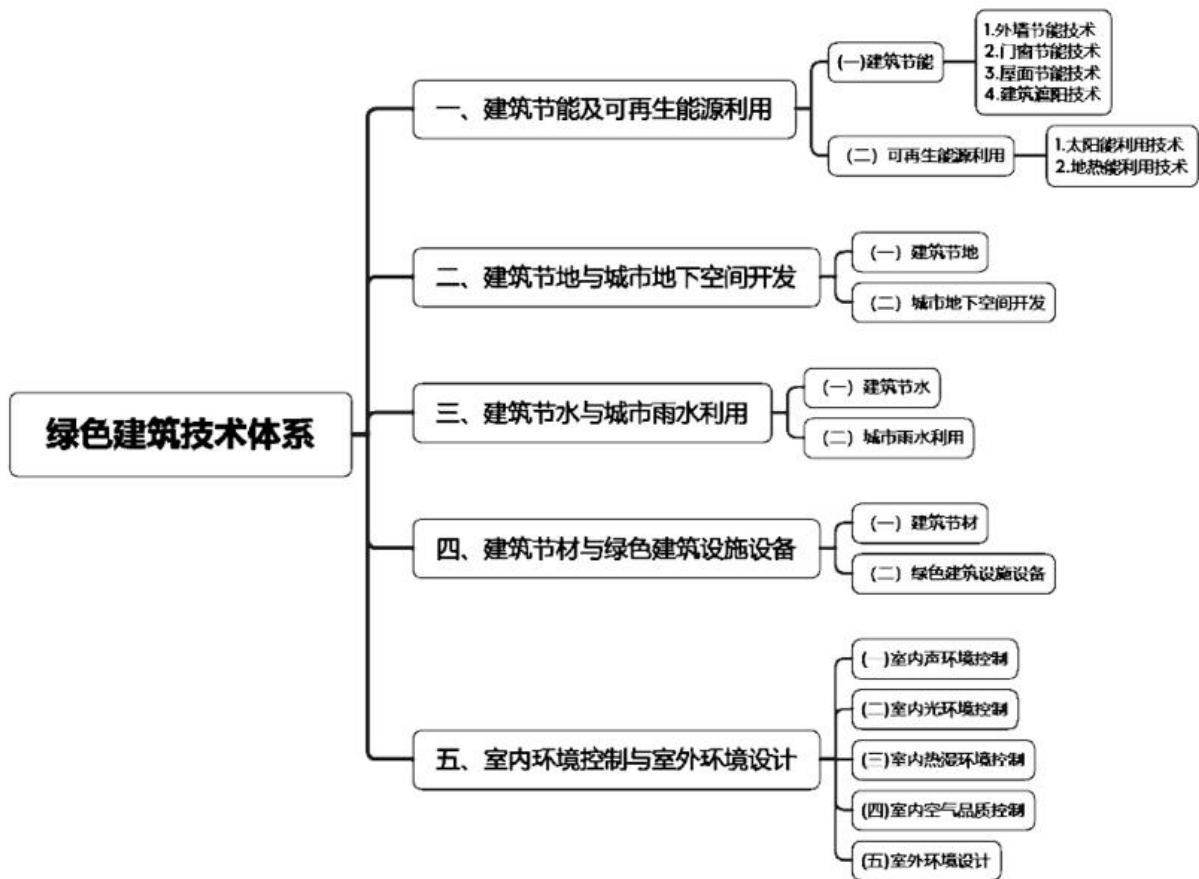 绿色建筑技术体系
一、建筑节能及可再生能源利用
(一)建筑节能
1.外墙节能技术
2.门窗节能技术
3.屋面节能技术
4.建筑遮阳技术
（二）可再生能源利用
1.太阳能利用技术
2.地热能利用技术
二、建筑节地与城市地下空间开发
（一）建筑节地
（二）城市地下空间开发
三、建筑节水与城市雨水利用
（一）建筑节水
（二）城市雨水利用
四、建筑节材与绿色建筑设施设备
（一）建筑节材
（二）绿色建筑设施设备
五、室内环境控制与室外环境设计
(一)室内声环境控制
(二)室内光环境控制
(三)室内热湿环境控制
(四)室内空气品质控制
(五)室外环境设计